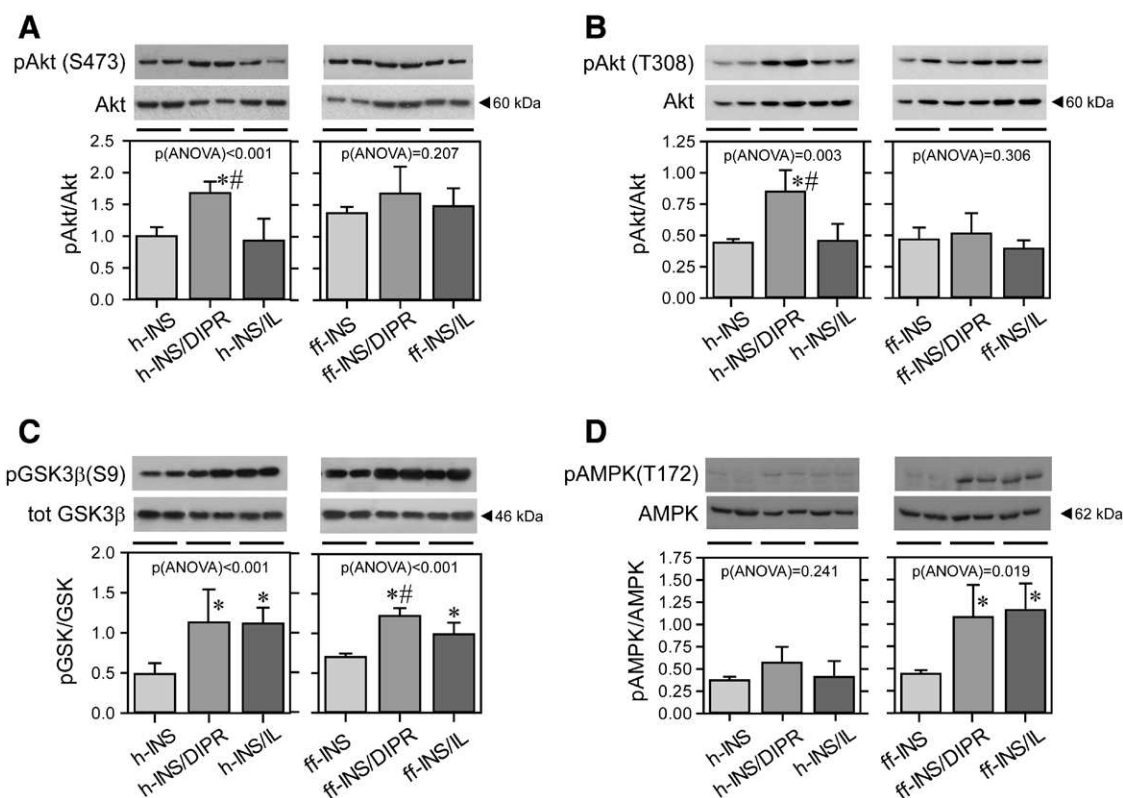 A
pAkt (S473)
Akt
◄60 kDa
pAkt/Akt
2.5
2.0
1.5
1.0
0.5
0.0
p(ANOVA)<0.001
*#
p(ANOVA)=0.207
h-INS
h-INS/DIPR
h-INS/IL
ff-INS
ff-INS/DIPR
ff-INS/IL
B
pAkt (T308)
Akt
◄60 kDa
pAkt/Akt
1.25
1.00
0.75
0.50
0.25
0.00
p(ANOVA)=0.003
*#
p(ANOVA)=0.306
h-INS
h-INS/DIPR
h-INS/IL
ff-INS
ff-INS/DIPR
ff-INS/IL
C
pGSK3β(S9)
tot GSK3β
◄46 kDa
pGSK/GSK
2.0
1.5
1.0
0.5
0.0
p(ANOVA)<0.001
*
*
p(ANOVA)<0.001
*#
*
h-INS
h-INS/DIPR
h-INS/IL
ff-INS
ff-INS/DIPR
ff-INS/IL
D
pAMPK(T172)
AMPK
◄62 kDa
pAMPK/AMPK
1.75
1.50
1.25
1.00
0.75
0.50
0.25
0.00
p(ANOVA)=0.241
p(ANOVA)=0.019
*
*
h-INS
h-INS/DIPR
h-INS/IL
ff-INS
ff-INS/DIPR
ff-INS/IL